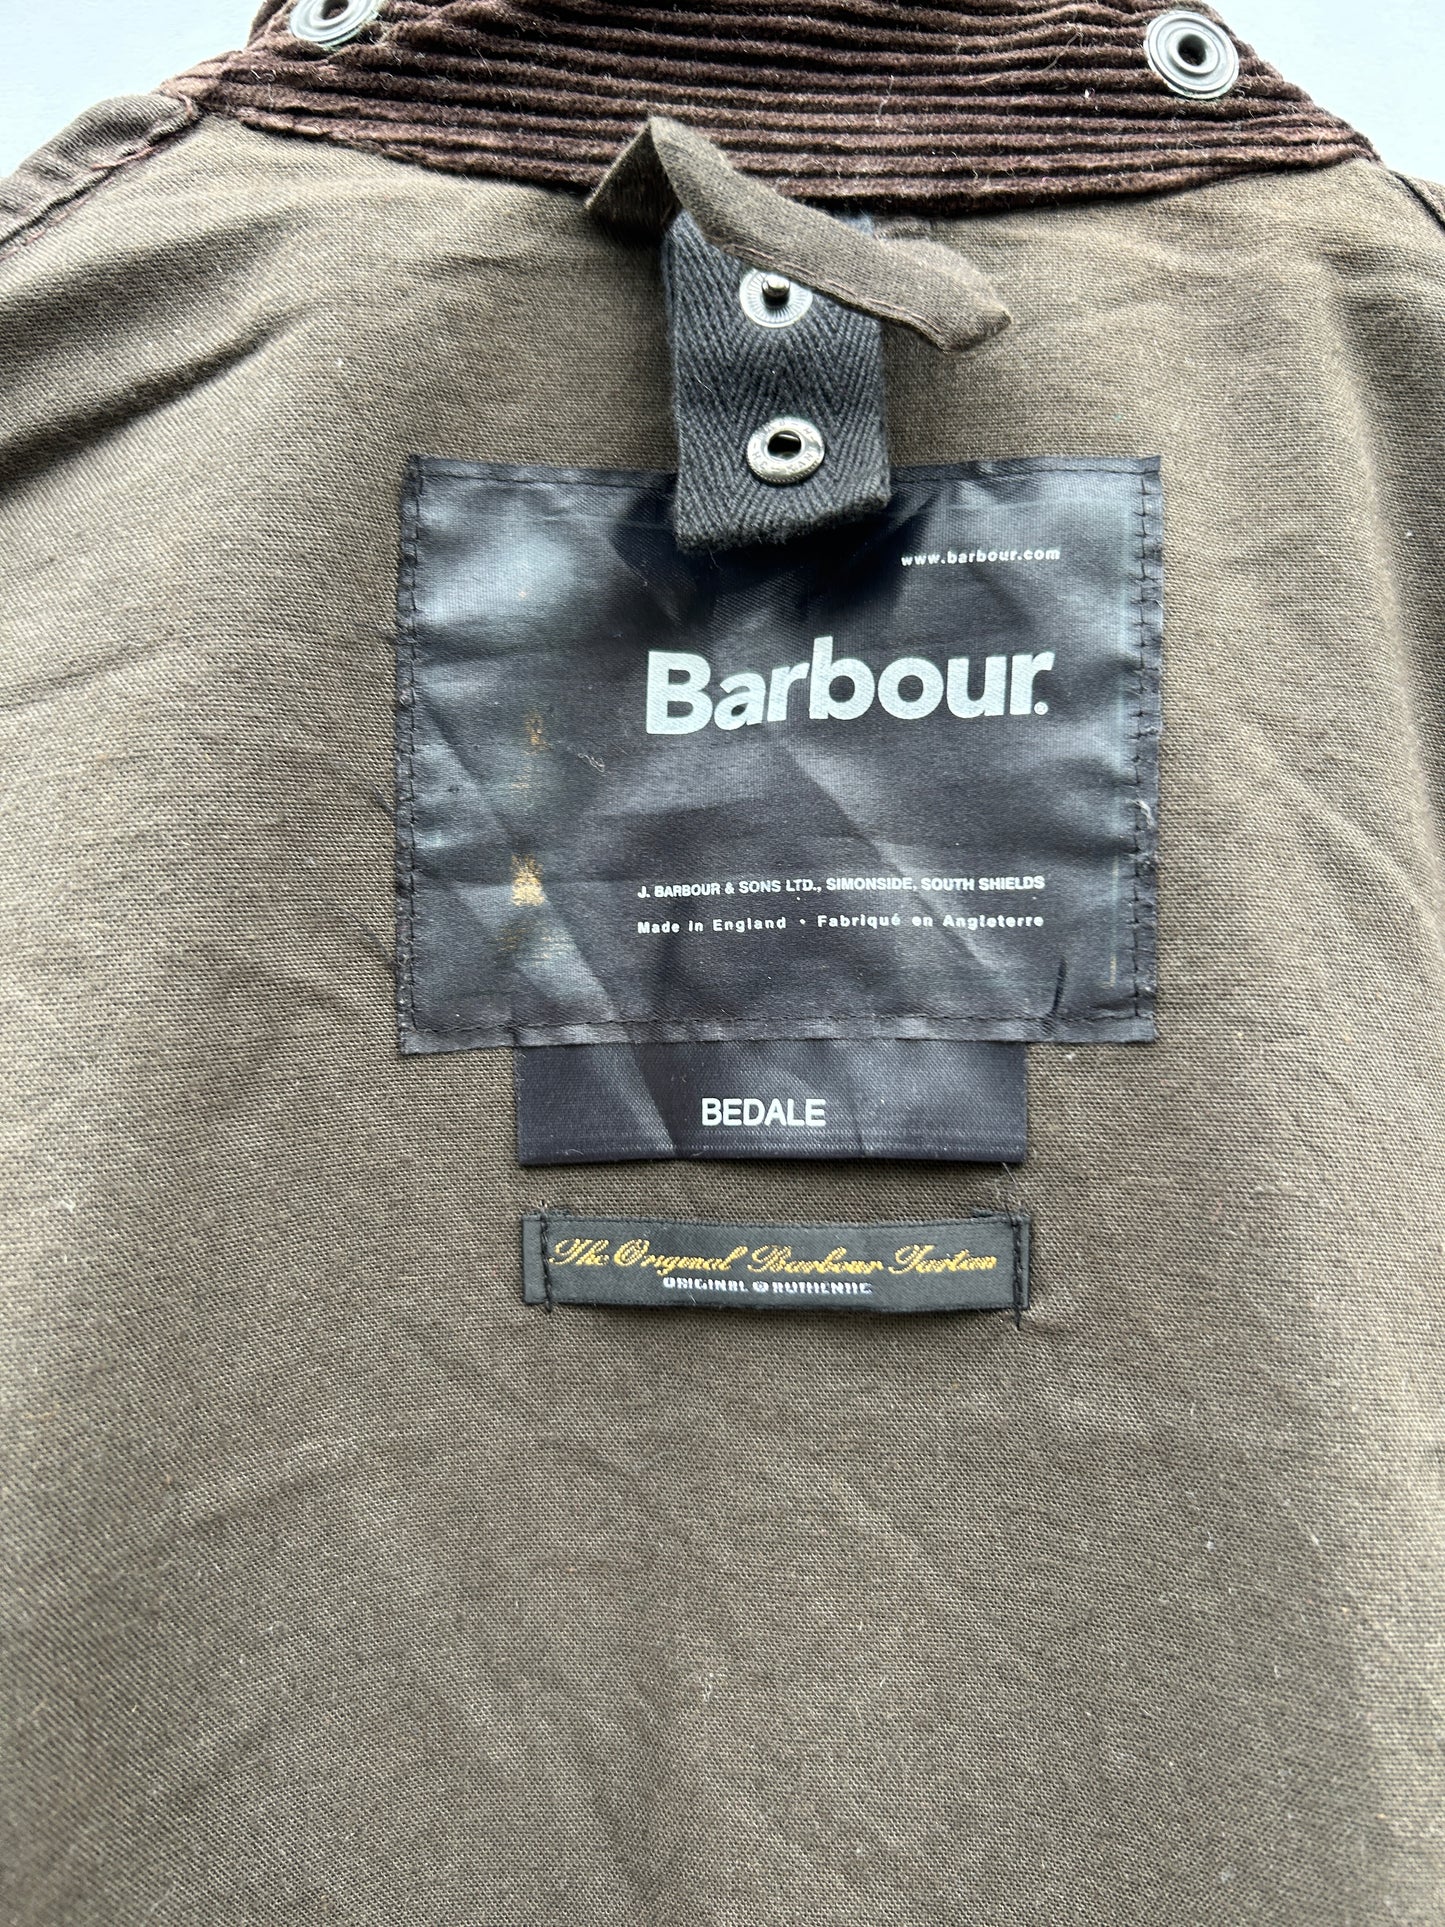 www.barbour.com
Barbour®
J. BARBOUR & SONS LTD., SIMONSIDE, SOUTH SHIELDS
Made in England • Fabriqué en Angleterre
BEDALE
The Original Barbour Tartan
ORIGINAL & AUTHENTIC